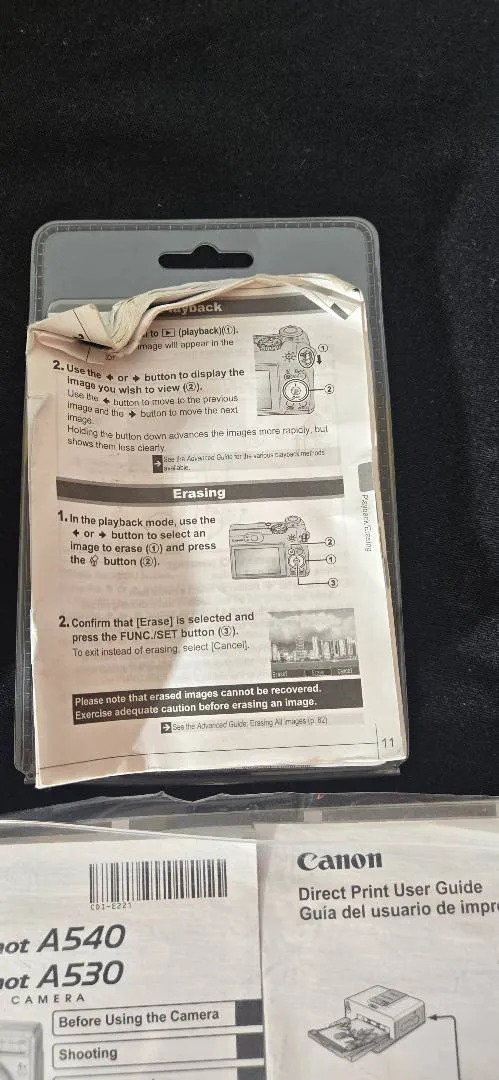 ayback
to (playback)(①).
image will appear in the
2. Use the ← or → button to display the
image you wish to view (②).
Use the ← button to move to the previous
image and the → button to move the next
image.
Holding the button down advances the images more rapidly, but
shows them less clearly.
See the Advanced Guide for the various playback methods
available.
①
②
Erasing
1. In the playback mode, use the
← or → button to select an
image to erase (①) and press
the button (②).
②
①
③
2. Confirm that [Erase] is selected and
press the FUNC./SET button (③).
To exit instead of erasing, select [Cancel].
Erase?
Erase
Cancel
Please note that erased images cannot be recovered.
Exercise adequate caution before erasing an image.
See the Advanced Guide: Erasing All Images (p. 82)
Playback/Erasing
11
CDI-E221
ot A540
ot A530
CAMERA
Before Using the Camera
Shooting
Canon
Direct Print User Guide
Guía del usuario de impre